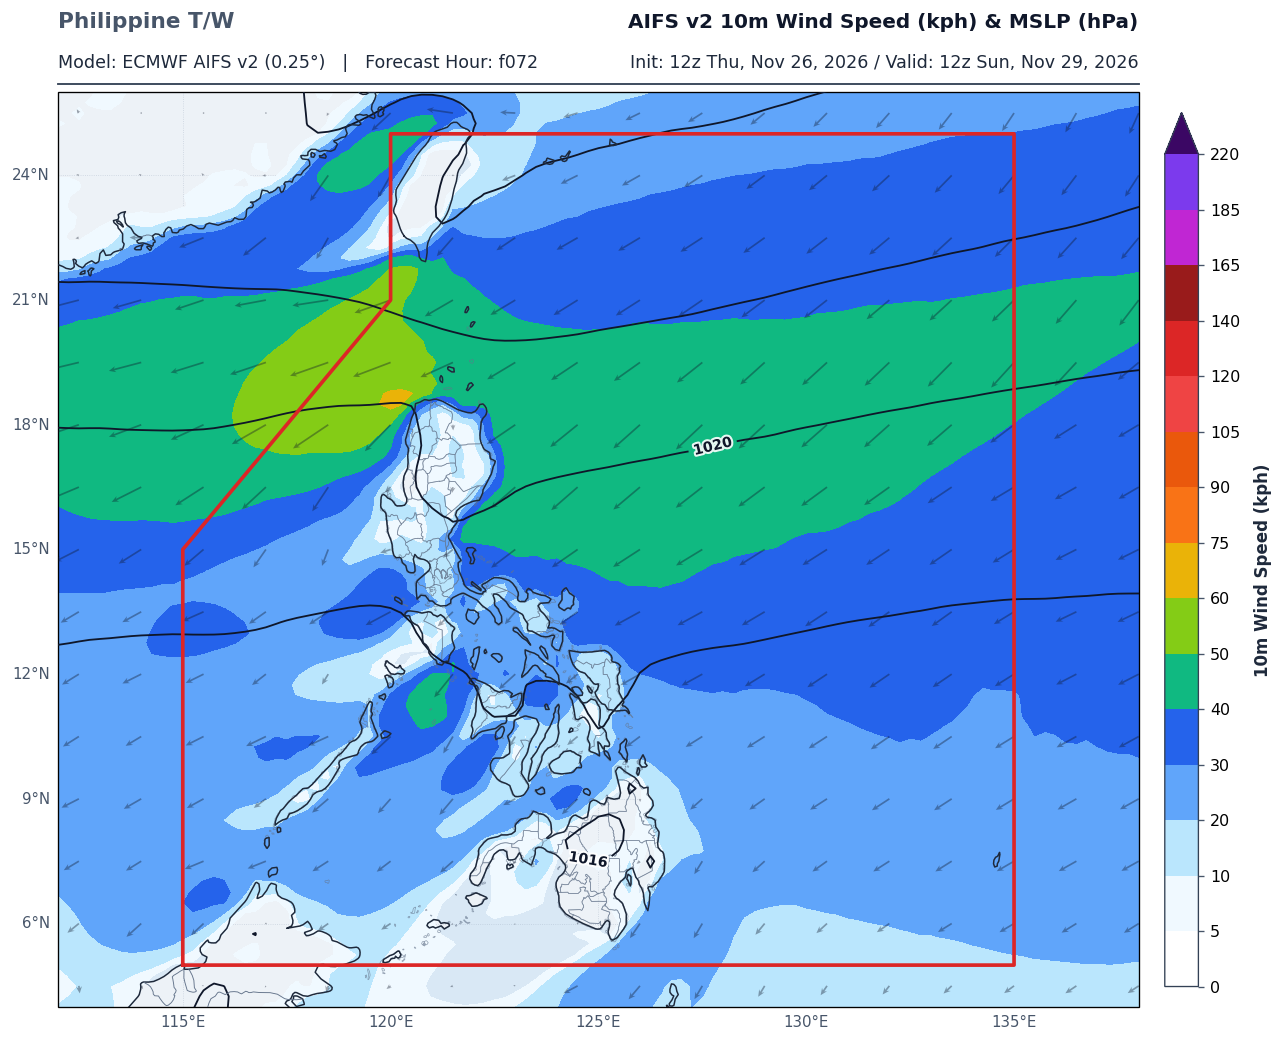 Philippine T/W
AIFS v2 10m Wind Speed (kph) & MSLP (hPa)
Model: ECMWF AIFS v2 (0.25°) | Forecast Hour: f072
Init: 12z Thu, Nov 26, 2026 / Valid: 12z Sun, Nov 29, 2026
24°N
21°N
18°N
15°N
12°N
9°N
6°N
1020
1016
115°E
120°E
125°E
130°E
135°E
220
185
165
140
120
105
90
75
60
50
40
30
20
10
5
0
10m Wind Speed (kph)